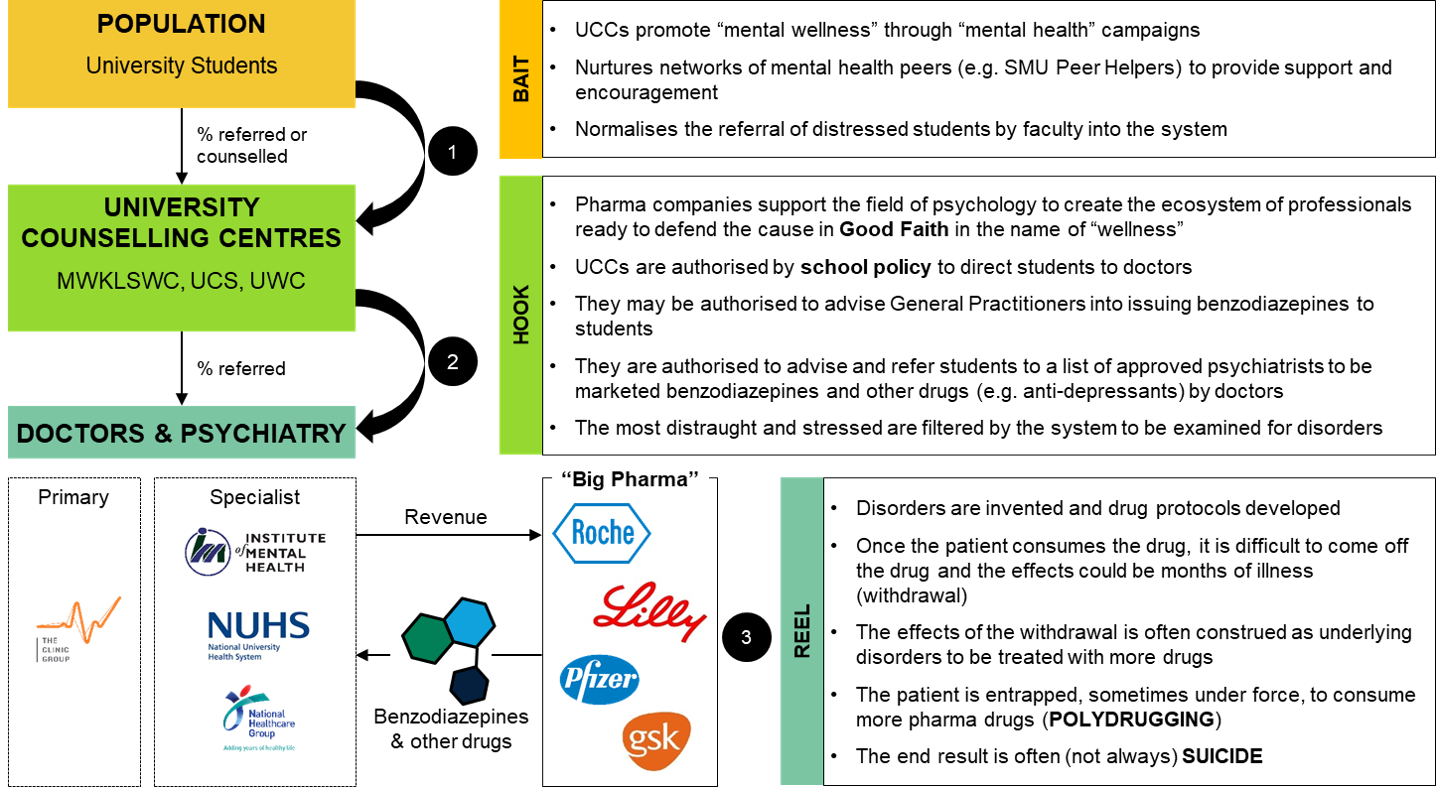 POPULATION
University Students
% referred or
counselled
1
UNIVERSITY
COUNSELLING CENTRES
MWKLSWC, UCS, UWC
% referred
2
DOCTORS & PSYCHIATRY
BAIT
• UCCs promote “mental wellness” through “mental health” campaigns
• Nurtures networks of mental health peers (e.g. SMU Peer Helpers) to provide support and
encouragement
• Normalises the referral of distressed students by faculty into the system
HOOK
• Pharma companies support the field of psychology to create the ecosystem of professionals
ready to defend the cause in Good Faith in the name of “wellness”
• UCCs are authorised by school policy to direct students to doctors
• They may be authorised to advise General Practitioners into issuing benzodiazepines to
students
• They are authorised to advise and refer students to a list of approved psychiatrists to be
marketed benzodiazepines and other drugs (e.g. anti-depressants) by doctors
• The most distraught and stressed are filtered by the system to be examined for disorders
Primary
THE
CLINIC
GROUP
Specialist
INSTITUTE
of MENTAL
HEALTH
NUHS
National University
Health System
National
Healthcare
Group
Adding years of healthy life
Revenue
Benzodiazepines
& other drugs
“Big Pharma”
Roche
Lilly
Pfizer
gsk
3
REEL
• Disorders are invented and drug protocols developed
• Once the patient consumes the drug, it is difficult to come off
the drug and the effects could be months of illness
(withdrawal)
• The effects of the withdrawal is often construed as underlying
disorders to be treated with more drugs
• The patient is entrapped, sometimes under force, to consume
more pharma drugs (POLYDRUGGING)
• The end result is often (not always) SUICIDE